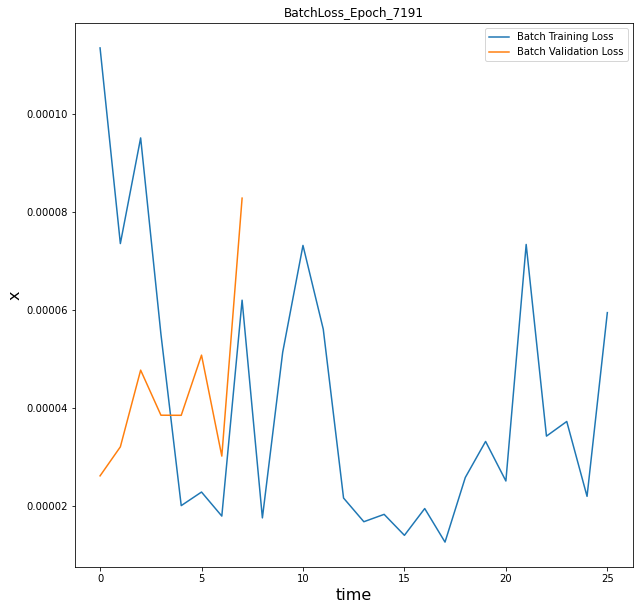 BatchLoss_Epoch_7191
Batch Training Loss
Batch Validation Loss
0.00010
0.00008
0.00006
0.00004
0.00002
x
0 5 10 15 20 25
time